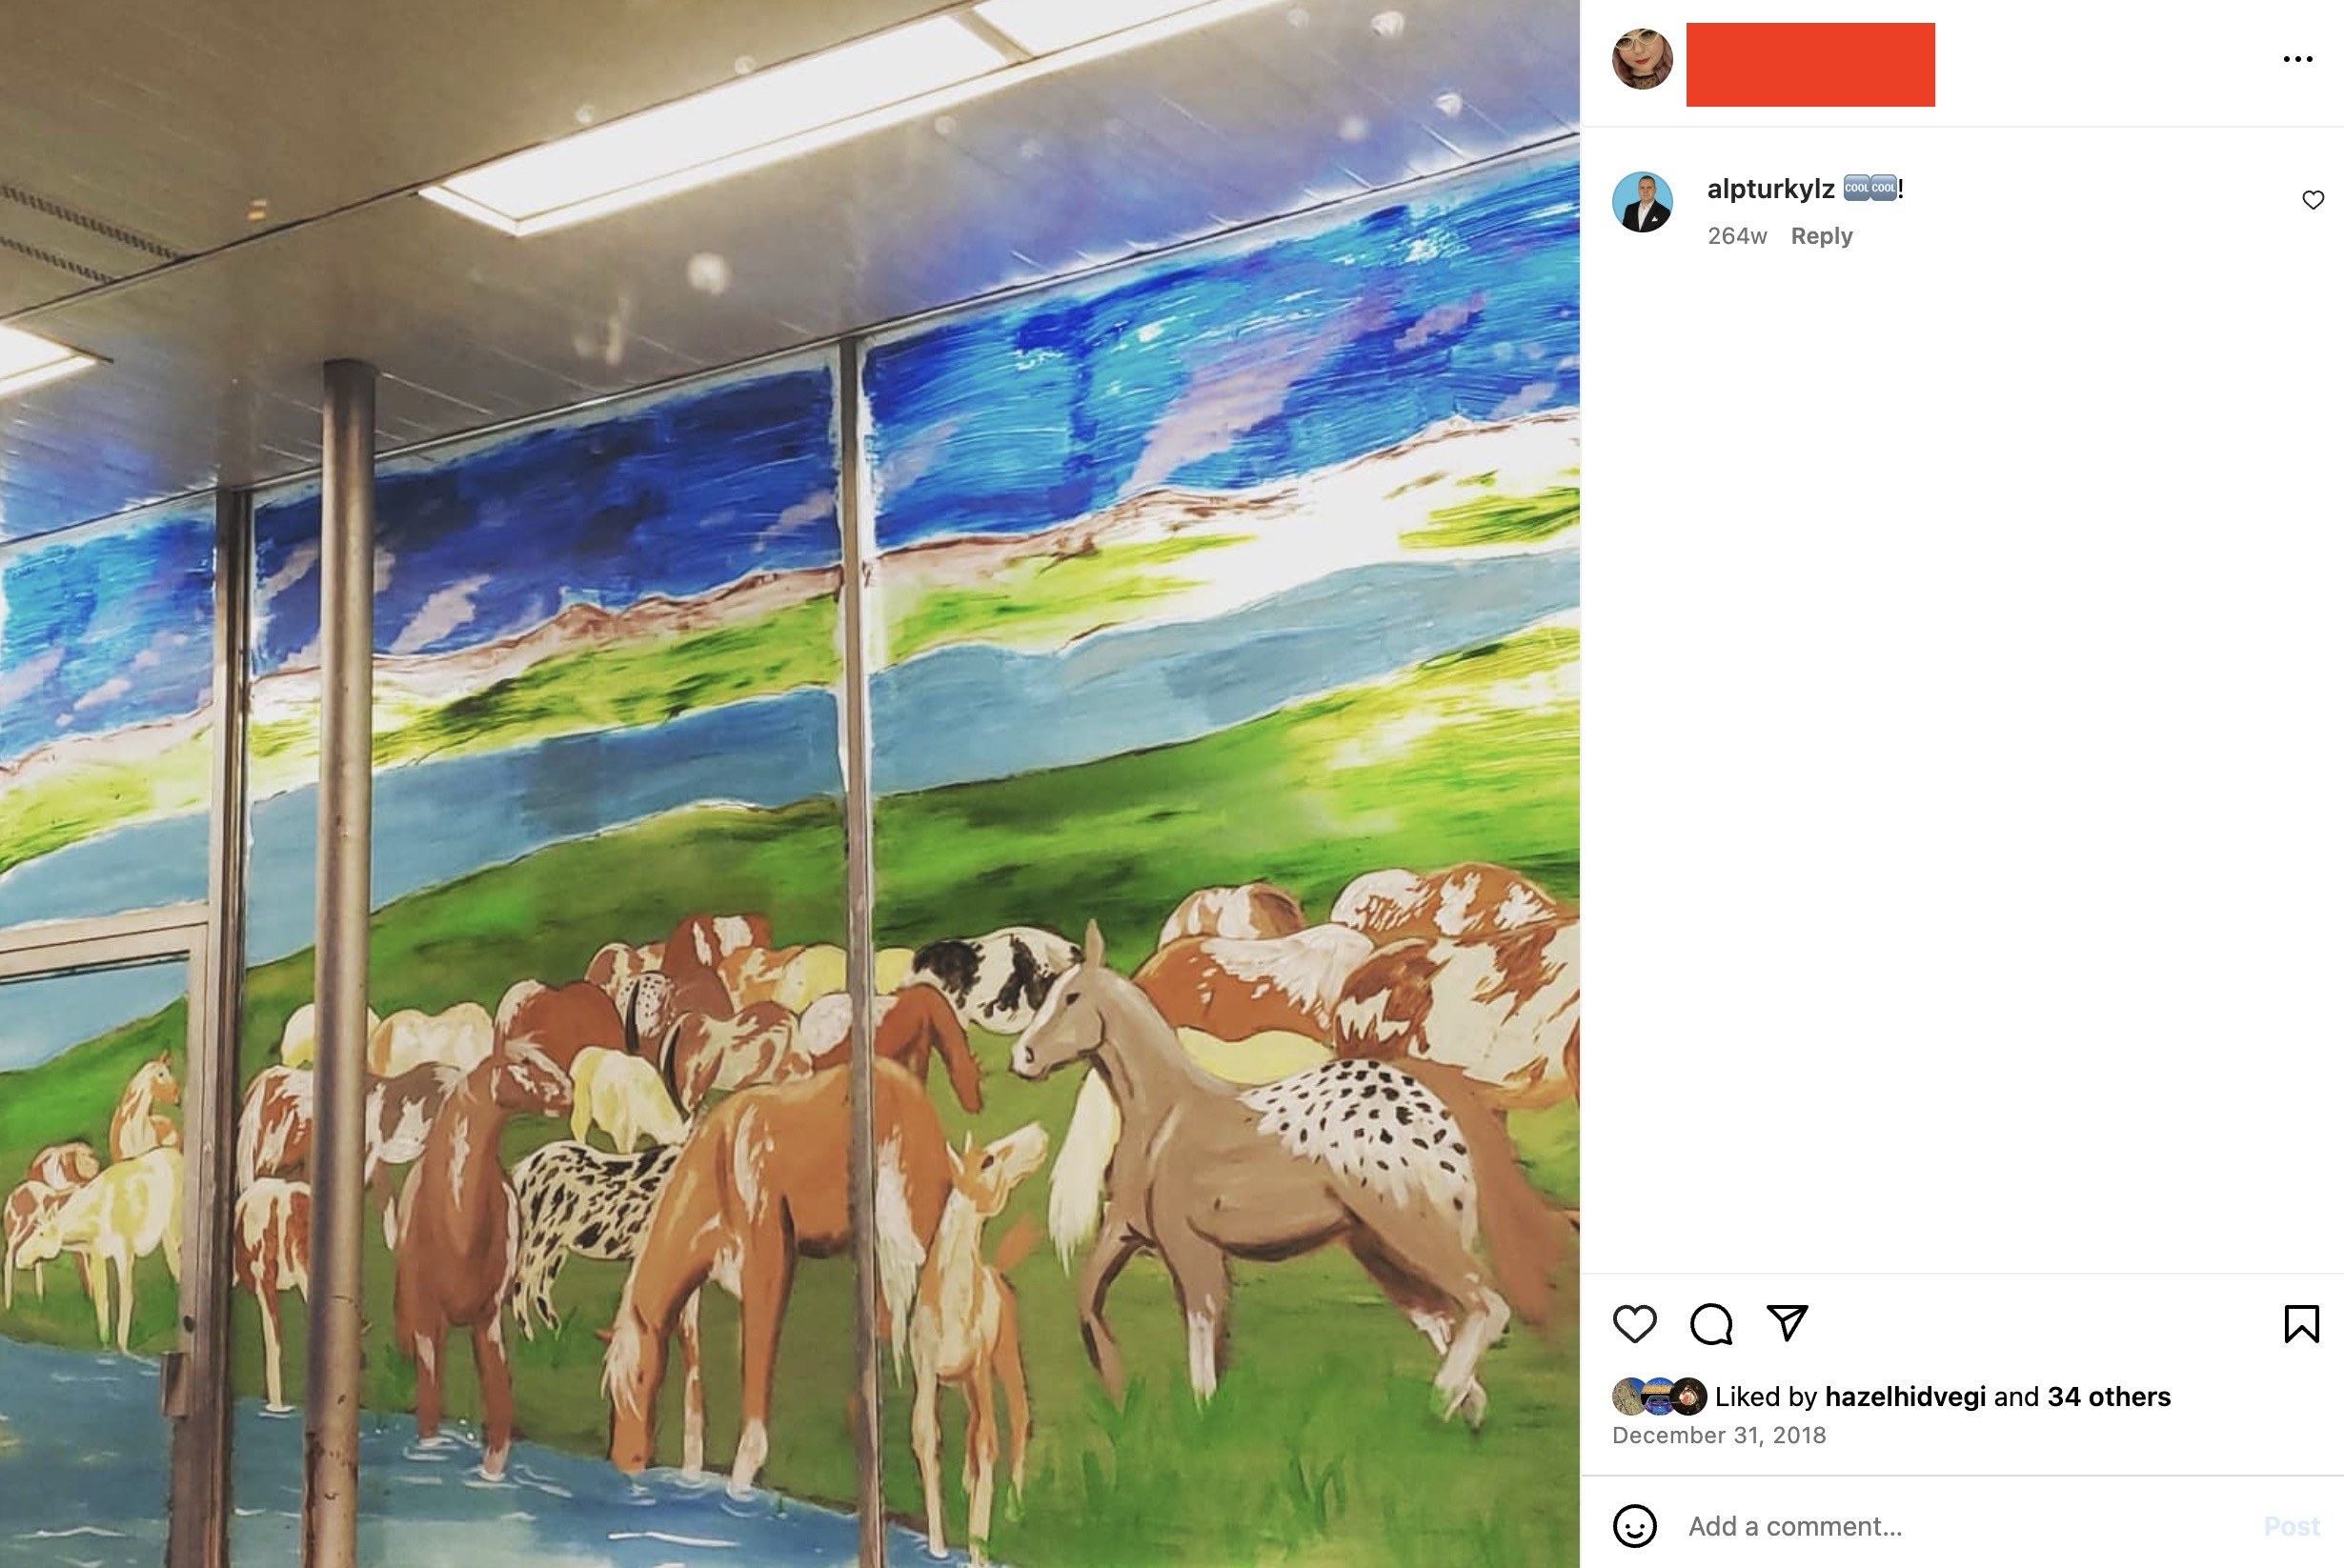 alpturkylz 🆒🆒!
264w Reply
Liked by hazelhidvegi and 34 others
December 31, 2018
Add a comment...
Post